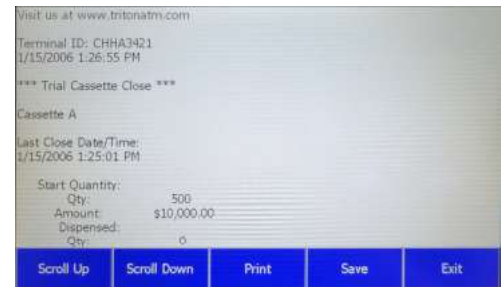 Visit us at www.tritonatm.com
Terminal ID: CHHA3421
1/15/2006 1:26:55 PM
*** Trial Cassette Close ***
Cassette A
Last Close Date/Time:
1/15/2006 1:25:01 PM
Start Quantity:
Qty: 500
Amount: $10,000.00
Dispensed:
Qty: 0
Scroll Up Scroll Down Print Save Exit